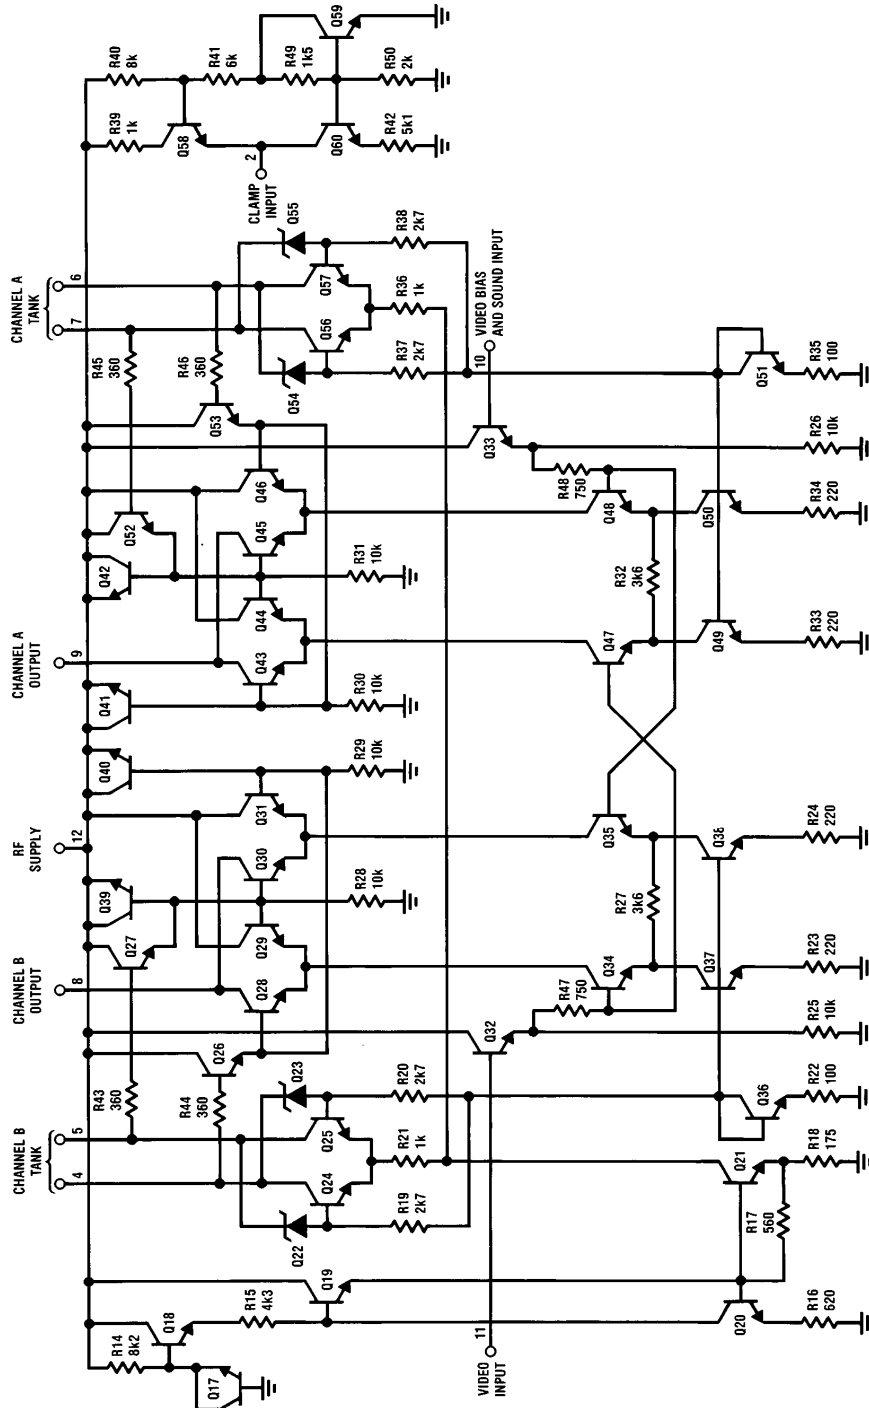 CHANNEL B
TANK
4
5
CHANNEL B
OUTPUT
8
RF
SUPPLY
12
CHANNEL A
OUTPUT
9
CHANNEL A
TANK
7
6
R14
8k2
Q17
Q18
R15
4k3
Q19
R43
360
R44
360
Q26
Q27
Q39
Q40
Q41
Q42
Q52
R45
360
R46
360
Q53
R39
1k
R40
8k
Q58
R41
6k
R49
1k5
Q59
2
CLAMP
INPUT
Q60
R50
2k
R42
5k1
Q22
Q23
Q24
Q25
R19
2k7
R20
2k7
R21
1k
Q28
Q29
Q30
Q31
R28
10k
R29
10k
Q43
Q44
Q45
Q46
R30
10k
R31
10k
Q54
Q55
Q56
Q57
R37
2k7
R36
1k
R38
2k7
11
VIDEO
INPUT
Q32
10
VIDEO BIAS
AND SOUND INPUT
Q33
R47
750
R48
750
Q34
Q35
R27
3k6
Q47
Q48
R32
3k6
Q20
Q21
R17
560
Q36
Q37
Q38
Q49
Q50
Q51
R16
620
R18
175
R22
100
R25
10k
R23
220
R24
220
R33
220
R34
220
R26
10k
R35
100